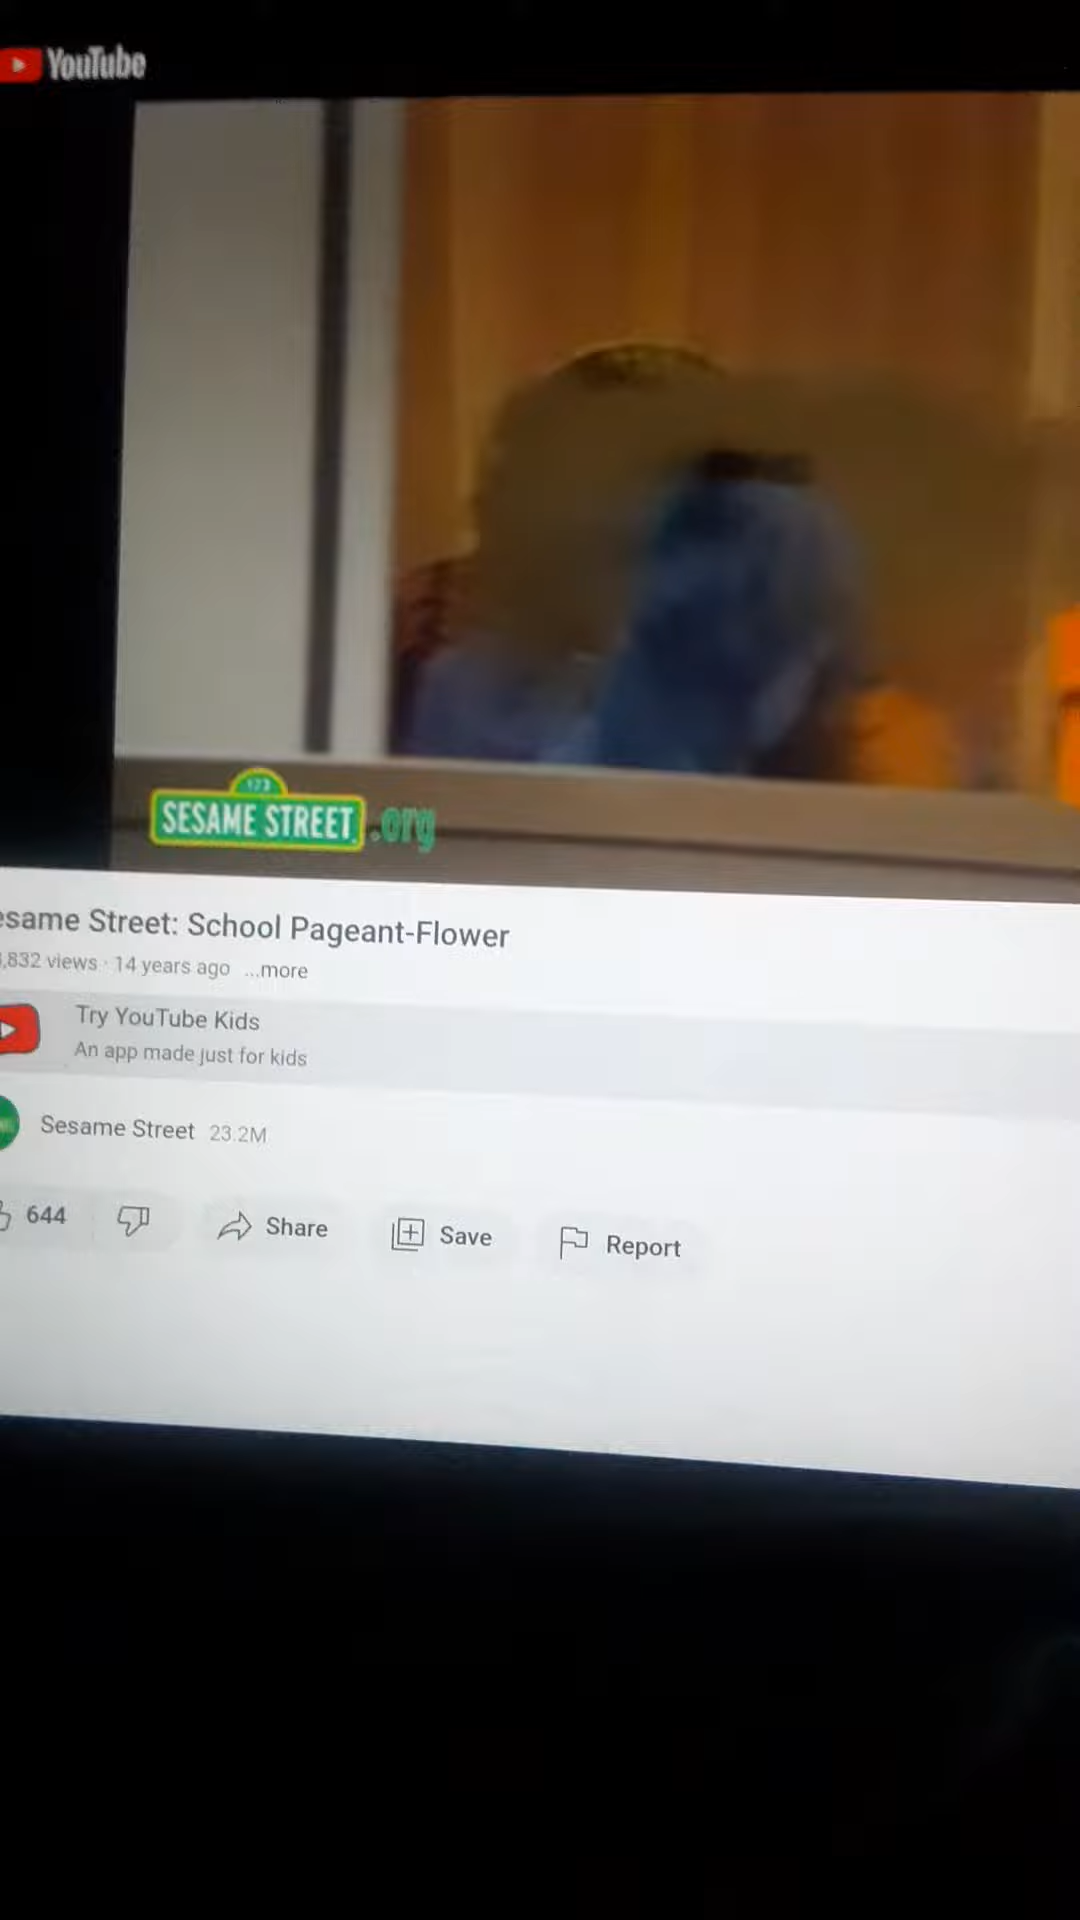 YouTube
123
SESAME STREET .org
esame Street: School Pageant-Flower
,832 views · 14 years ago ...more
Try YouTube Kids
An app made just for kids
Sesame Street 23.2M
644 Share Save Report